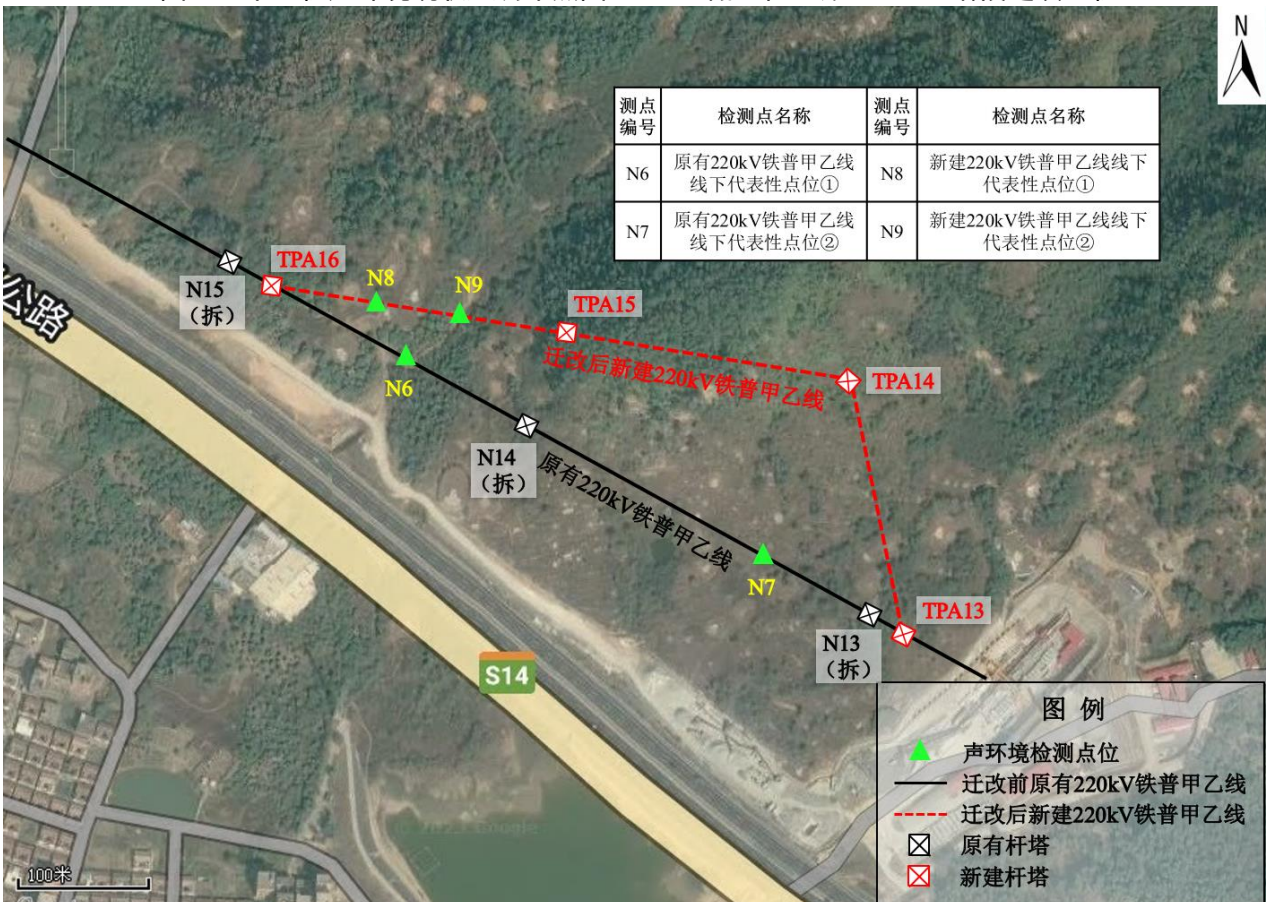 N
测点编号 检测点名称 测点编号 检测点名称
N6 原有220kV铁普甲乙线线下代表性点位① N8 新建220kV铁普甲乙线线下代表性点位①
N7 原有220kV铁普甲乙线线下代表性点位② N9 新建220kV铁普甲乙线线下代表性点位②
TPA16
N15
（拆）
N8
N9
TPA15
公路
N6
迁改后新建220kV铁普甲乙线
TPA14
N14
（拆）
原有220kV铁普甲乙线
N7
TPA13
N13
（拆）
S14
图 例
声环境检测点位
迁改前原有220kV铁普甲乙线
迁改后新建220kV铁普甲乙线
原有杆塔
新建杆塔
100米